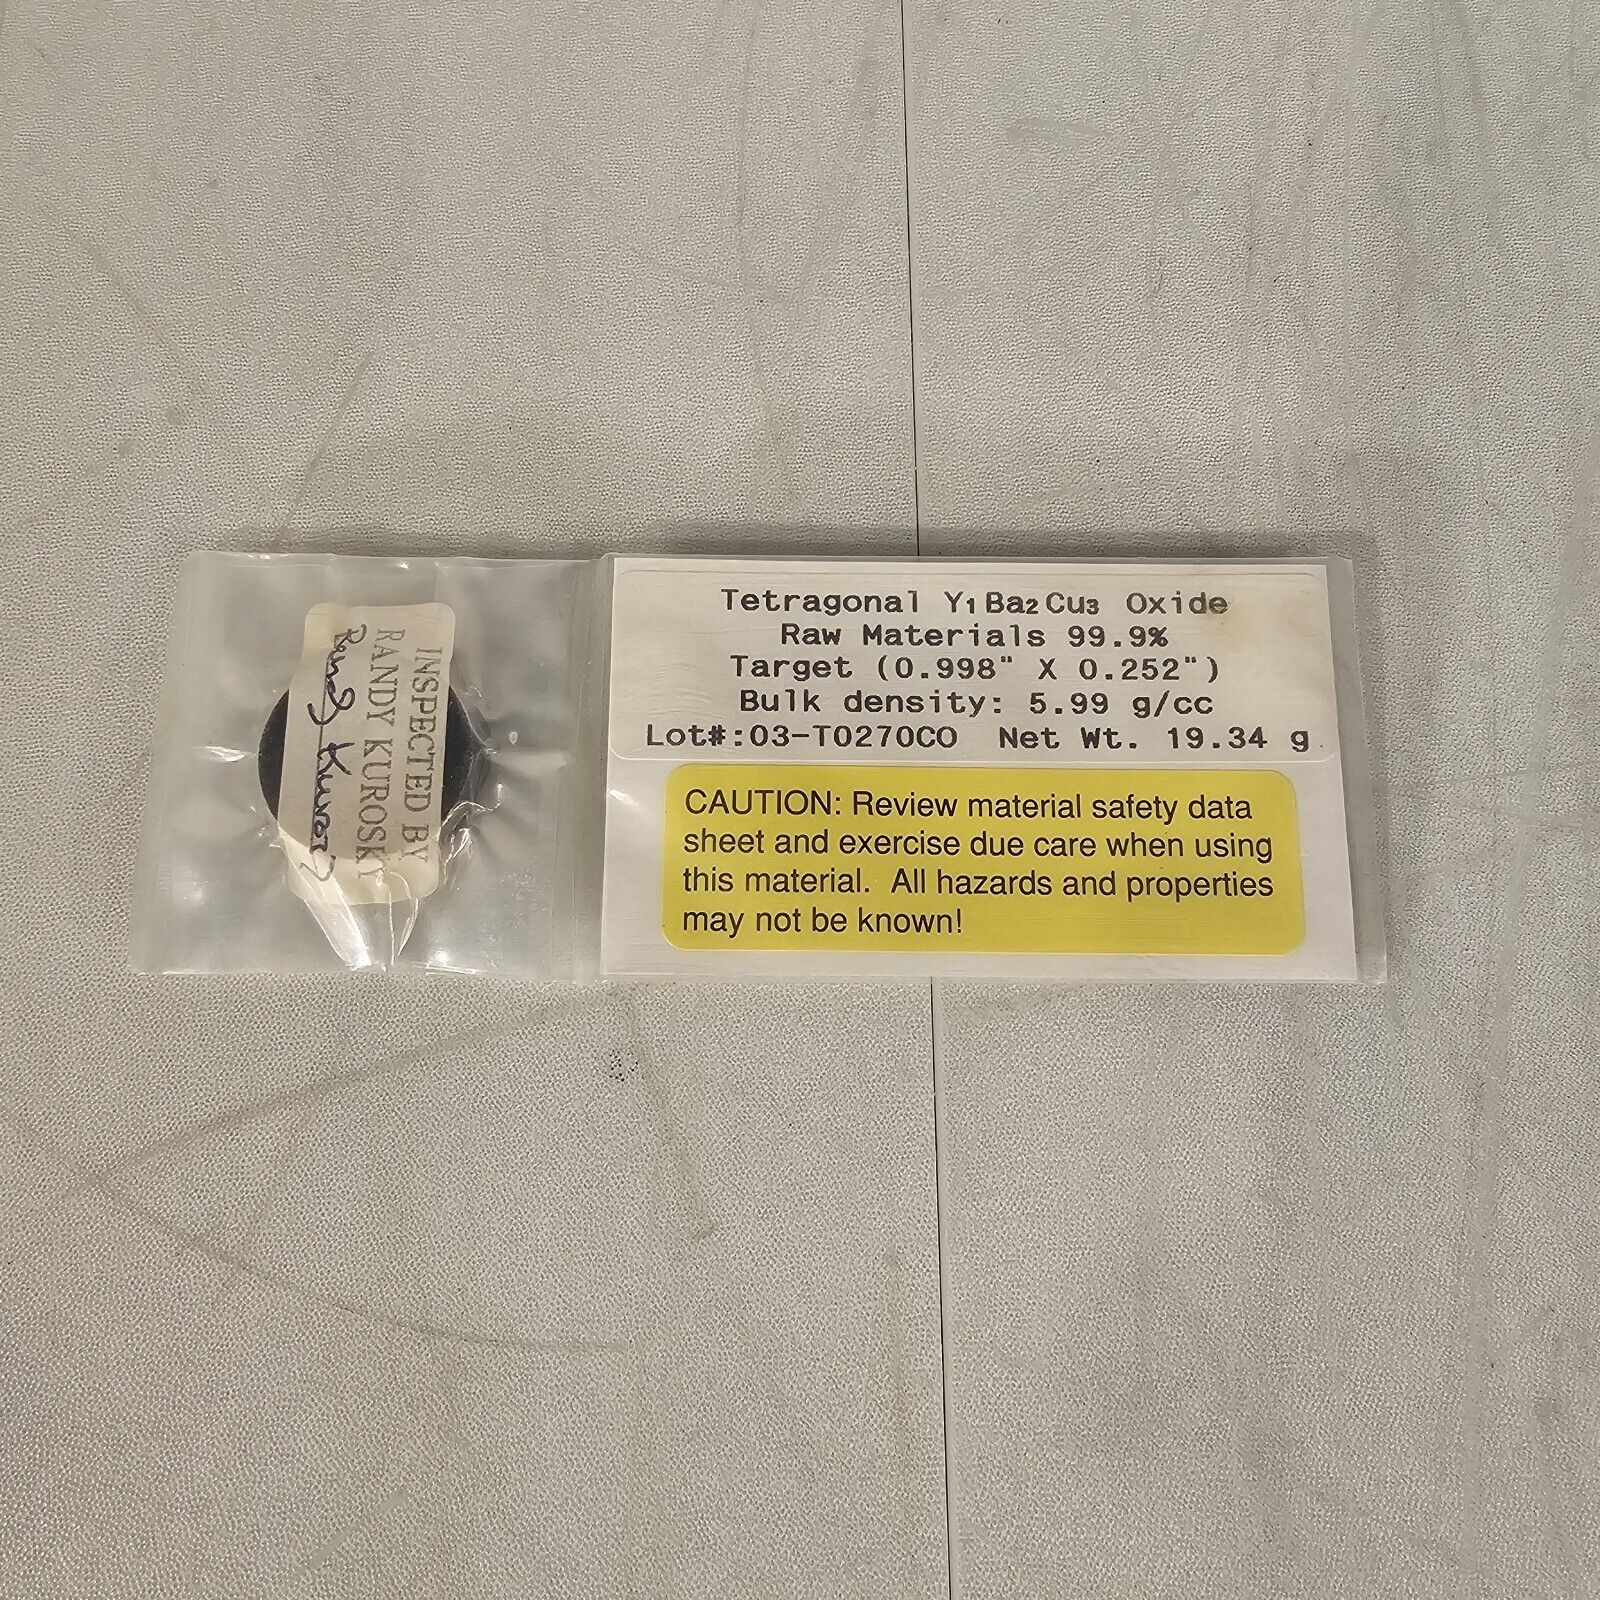 INSPECTED BY
RANDY KUROSKY
Randy Kurosky
Tetragonal Y₁Ba₂Cu₃ Oxide
Raw Materials 99.9%
Target (0.998" X 0.252")
Bulk density: 5.99 g/cc
Lot#:03-T0270CO Net Wt. 19.34 g
CAUTION: Review material safety data
sheet and exercise due care when using
this material. All hazards and properties
may not be known!